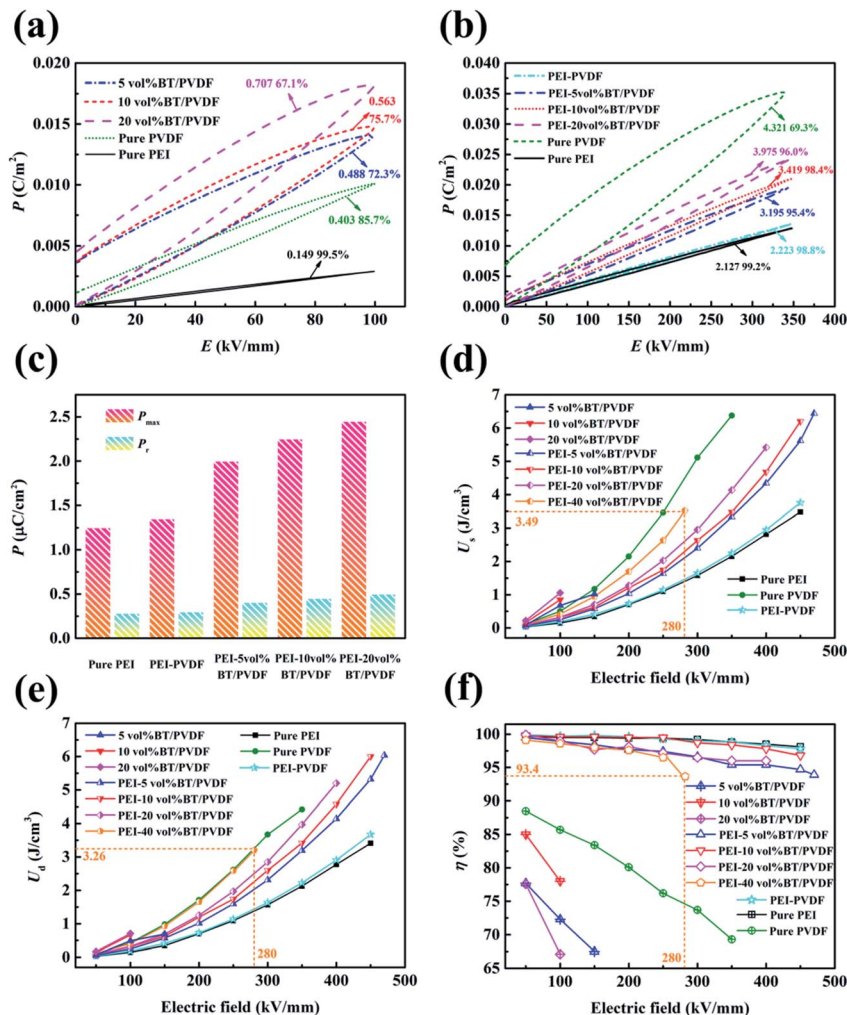 (a)
5 vol%BT/PVDF
10 vol%BT/PVDF
20 vol%BT/PVDF
Pure PVDF
Pure PEI
0.707 67.1%
0.563
75.7%
0.488 72.3%
0.403 85.7%
0.149 99.5%
0.020
0.015
0.010
0.005
0.000
P (C/m²)
0 20 40 60 80 100
E (kV/mm)
(b)
PEI-PVDF
PEI-5vol%BT/PVDF
PEI-10vol%BT/PVDF
PEI-20vol%BT/PVDF
Pure PVDF
Pure PEI
4.321 69.3%
3.975 96.0%
3.419 98.4%
3.195 95.4%
2.223 98.8%
2.127 99.2%
0.040
0.035
0.030
0.025
0.020
0.015
0.010
0.005
0.000
P (C/m²)
0 50 100 150 200 250 300 350 400
E (kV/mm)
(c)
Pmax
Pr
2.5
2.0
1.5
1.0
0.5
0.0
P (μC/cm²)
Pure PEI PEI-PVDF PEI-5vol% PEI-10vol% PEI-20vol%
BT/PVDF BT/PVDF BT/PVDF
(d)
5 vol%BT/PVDF
10 vol%BT/PVDF
20 vol%BT/PVDF
PEI-5 vol%BT/PVDF
PEI-10 vol%BT/PVDF
PEI-20 vol%BT/PVDF
PEI-40 vol%BT/PVDF
3.49
Pure PEI
Pure PVDF
PEI-PVDF
280
7
6
5
4
3
2
1
0
Us (J/cm³)
100 200 300 400 500
Electric field (kV/mm)
(e)
5 vol%BT/PVDF
10 vol%BT/PVDF
20 vol%BT/PVDF
PEI-5 vol%BT/PVDF
PEI-10 vol%BT/PVDF
PEI-20 vol%BT/PVDF
PEI-40 vol%BT/PVDF
Pure PEI
Pure PVDF
PEI-PVDF
3.26
280
7
6
5
4
3
2
1
0
Ud (J/cm³)
100 200 300 400 500
Electric field (kV/mm)
(f)
93.4
5 vol%BT/PVDF
10 vol%BT/PVDF
20 vol%BT/PVDF
PEI-5 vol%BT/PVDF
PEI-10 vol%BT/PVDF
PEI-20 vol%BT/PVDF
PEI-40 vol%BT/PVDF
PEI-PVDF
Pure PEI
Pure PVDF
280
100
95
90
85
80
75
70
65
η (%)
0 100 200 300 400 500
Electric field (kV/mm)